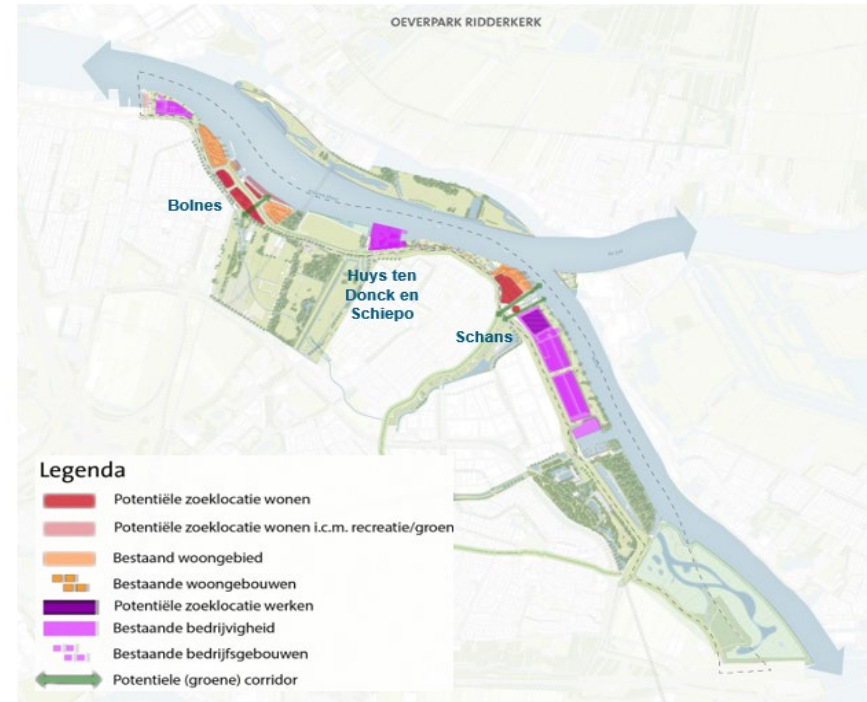 OEVERPARK RIDDERKERK
Bolnes
Huys ten
Donck en
Schiepo
Schans
Legenda
Potentiële zoeklocatie wonen
Potentiële zoeklocatie wonen i.c.m. recreatie/groen
Bestaand woongebied
Bestaande woongebouwen
Potentiële zoeklocatie werken
Bestaande bedrijvigheid
Bestaande bedrijfsgebouwen
Potentiele (groene) corridor